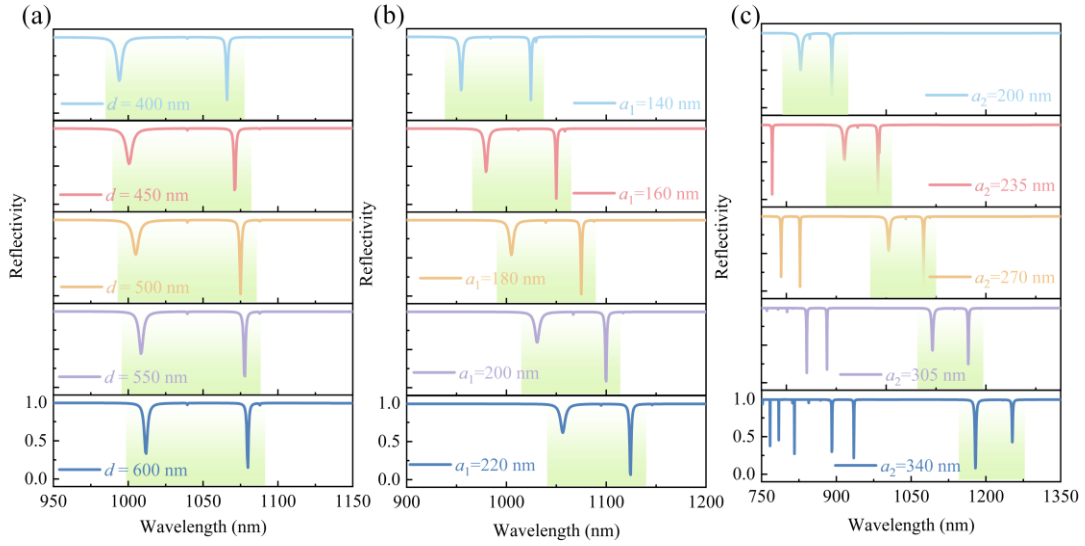 (a)
d = 400 nm
d = 450 nm
d = 500 nm
d = 550 nm
1.0
0.5
0.0
d = 600 nm
Reflectivity
950 1000 1050 1100 1150
Wavelength (nm)
(b)
a₁=140 nm
a₁=160 nm
a₁=180 nm
a₁=200 nm
1.0
0.5
0.0
a₁=220 nm
Reflectivity
900 1000 1100 1200
Wavelength (nm)
(c)
a₂=200 nm
a₂=235 nm
a₂=270 nm
a₂=305 nm
1.0
0.5
0.0
a₂=340 nm
Reflectivity
750 900 1050 1200 1350
Wavelength (nm)